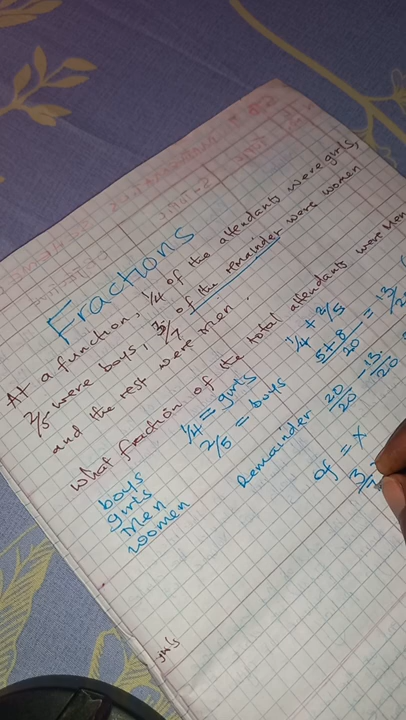 Fractions
At a function, 1/4 of the attendants were girls,
2/5 were boys, 3/7 of the remainder were women
and the rest were Men.
What fraction of the total attendants were Men
boys
girls
Men
Women
1/4 = girls
2/5 = boys
1/4 + 2/5
5+8/20 = 13/20
Remainder 20/20 - 13/20
of = X